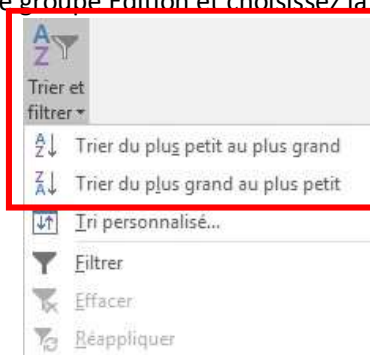 e groupe Édition et choisissez la
Trier et
filtrer
Trier du plus petit au plus grand
Trier du plus grand au plus petit
Tri personnalisé...
Filtrer
Effacer
Réappliquer